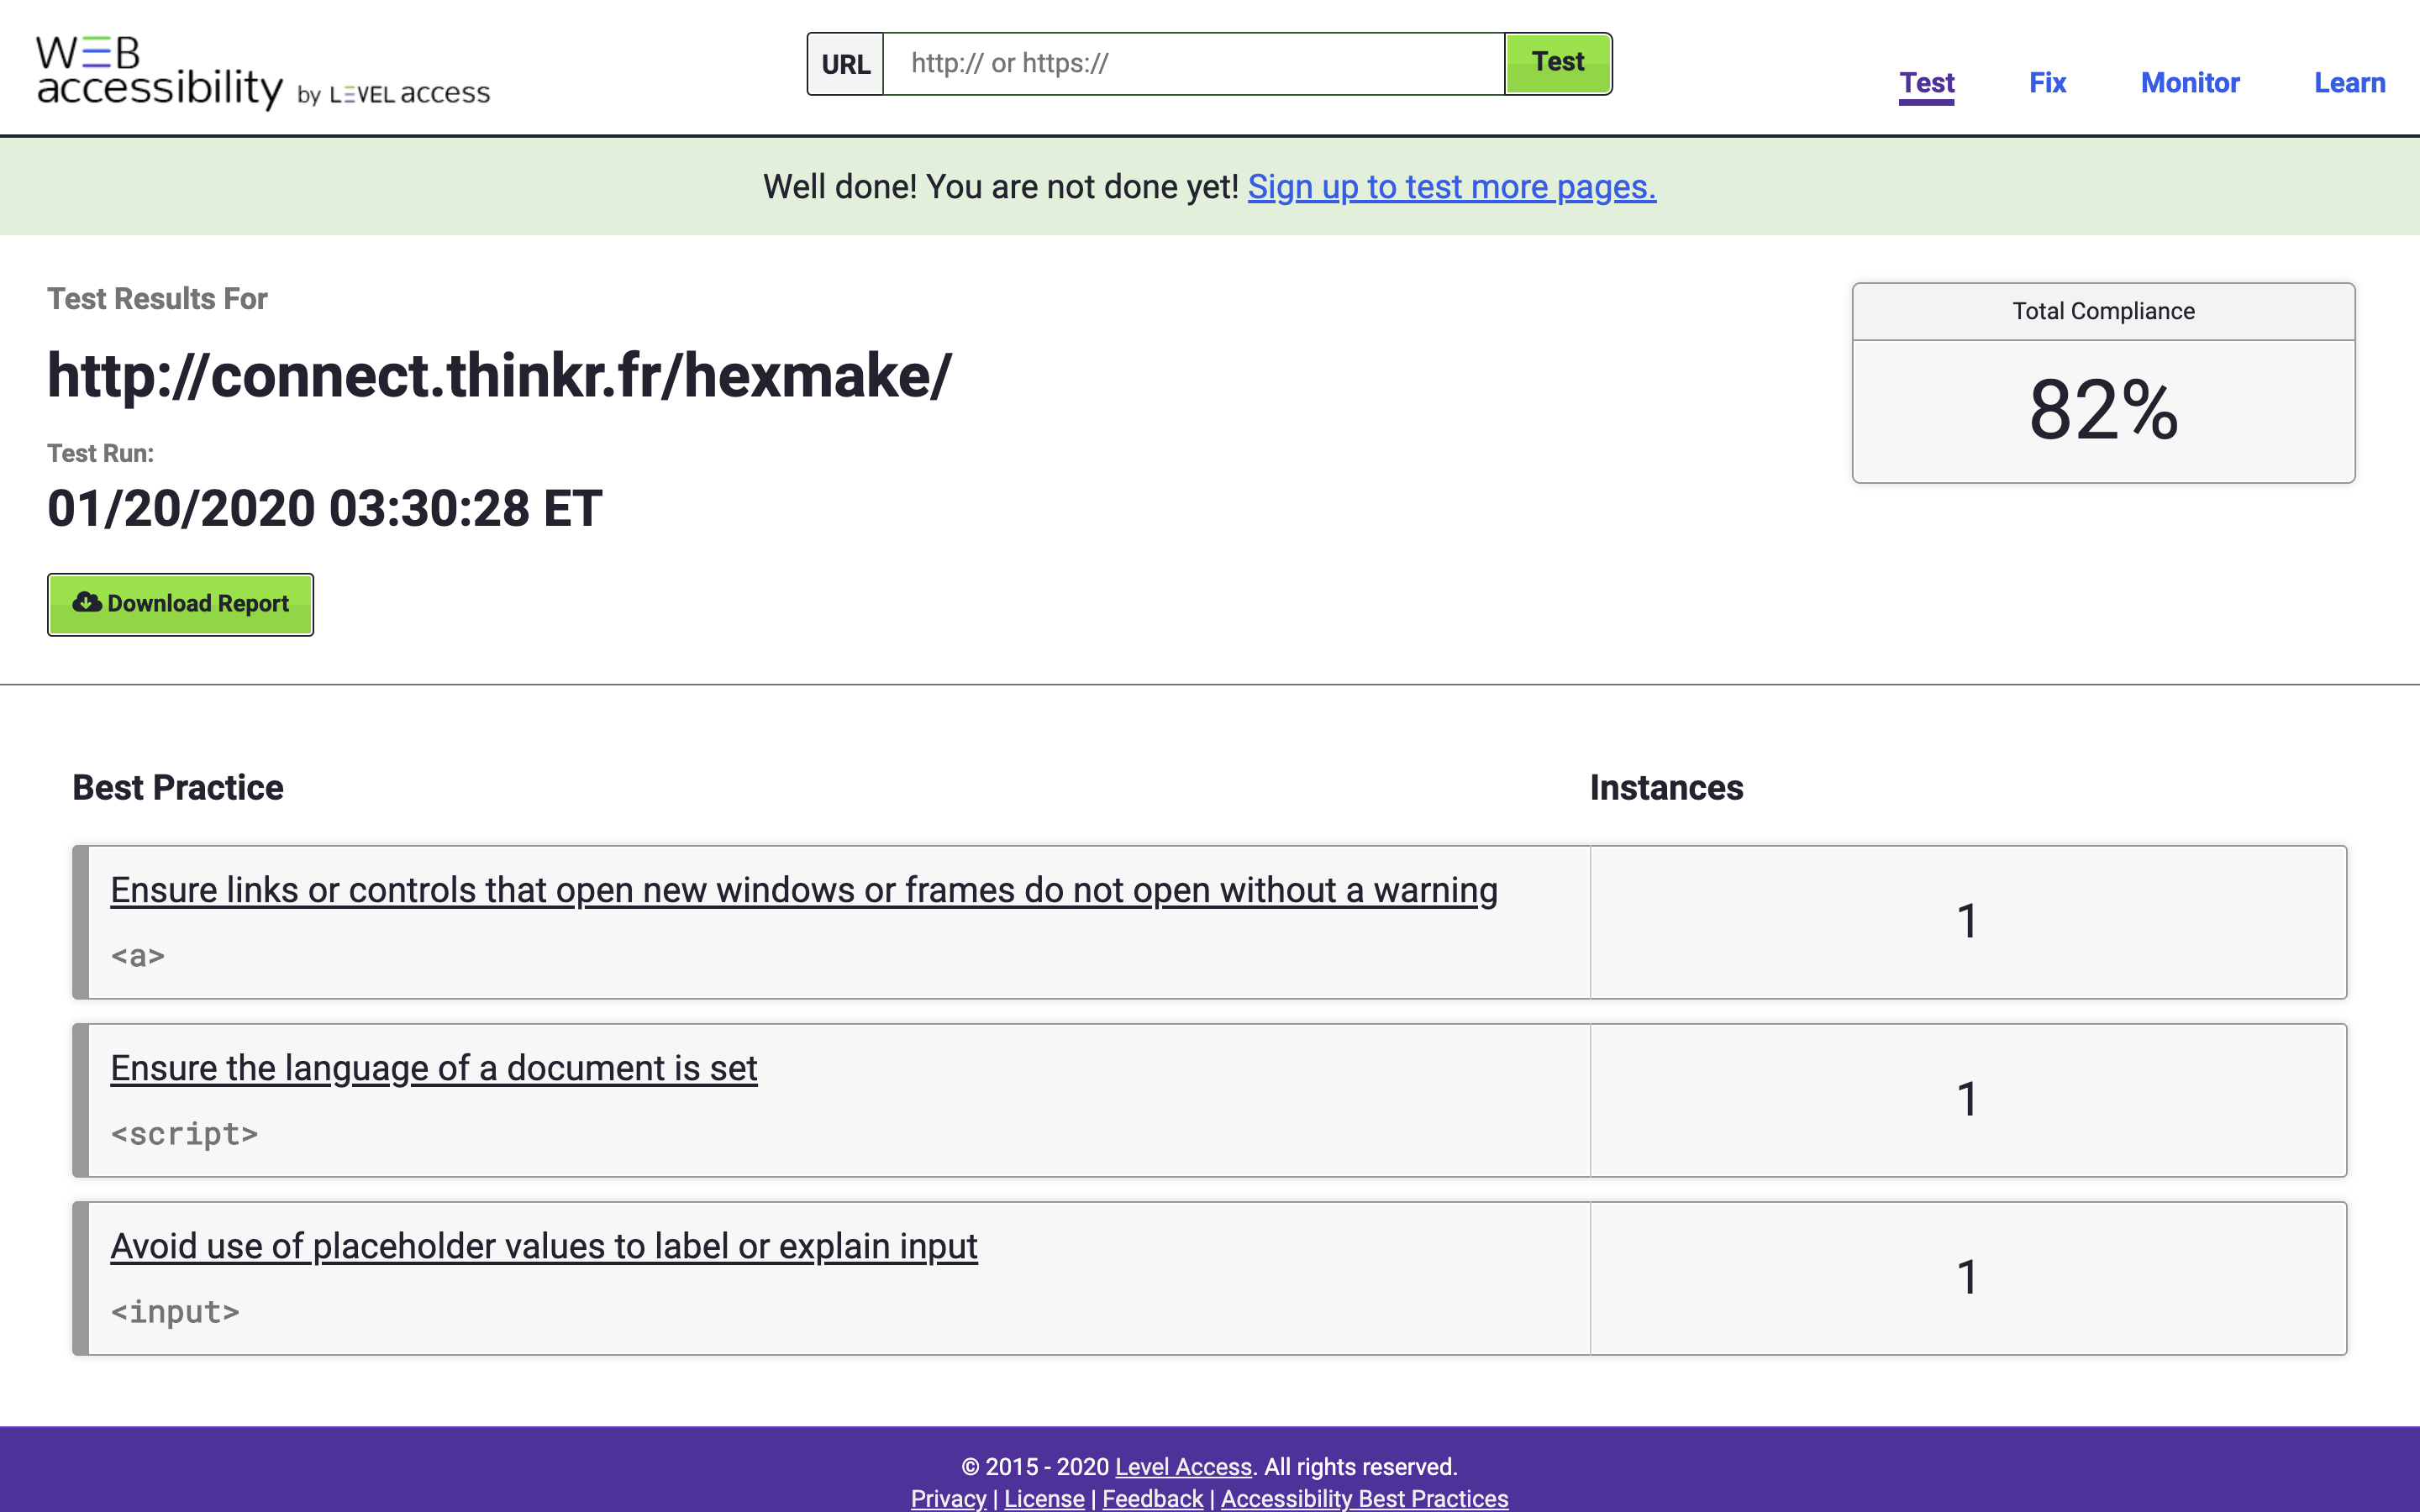 WEB
accessibility by LEVEL access
URL http:// or https:// Test
Test Fix Monitor Learn
Well done! You are not done yet! Sign up to test more pages.
Test Results For
http://connect.thinkr.fr/hexmake/
Test Run:
01/20/2020 03:30:28 ET
Download Report
Total Compliance
82%
Best Practice Instances
Ensure links or controls that open new windows or frames do not open without a warning
<a>
1
Ensure the language of a document is set
<script>
1
Avoid use of placeholder values to label or explain input
<input>
1
© 2015 - 2020 Level Access. All rights reserved.
Privacy | License | Feedback | Accessibility Best Practices